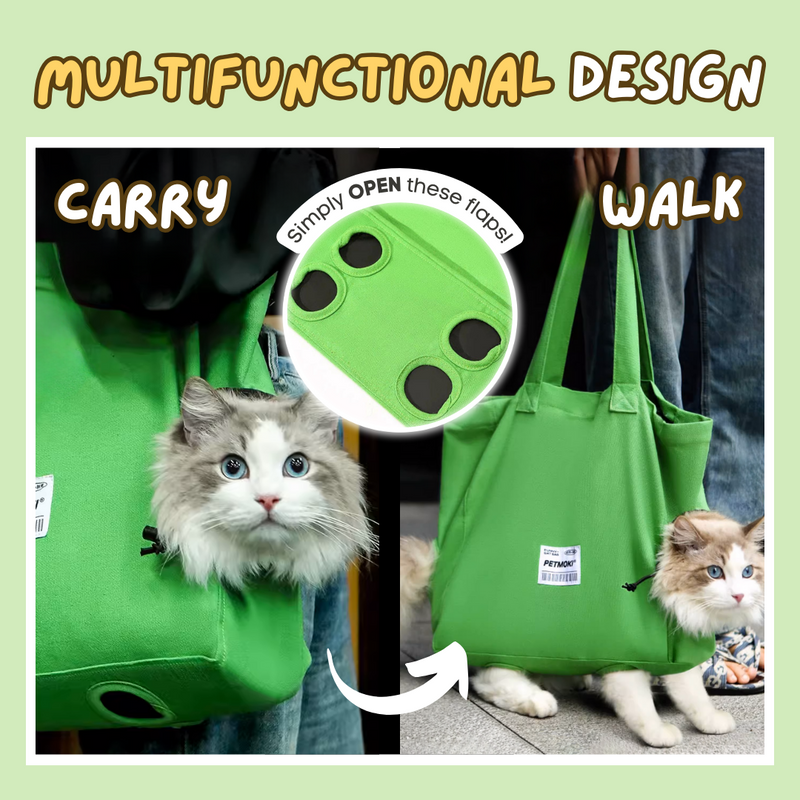 MULTIFUNCTIONAL DESIGN
CARRY
Simply OPEN these flaps!
WALK
PETMOKI®